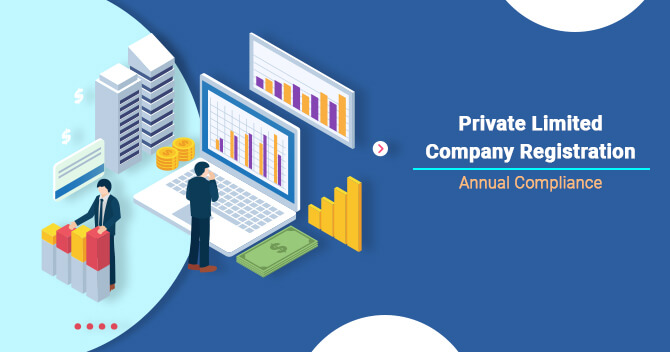 Private Limited
Company Registration
Annual Compliance